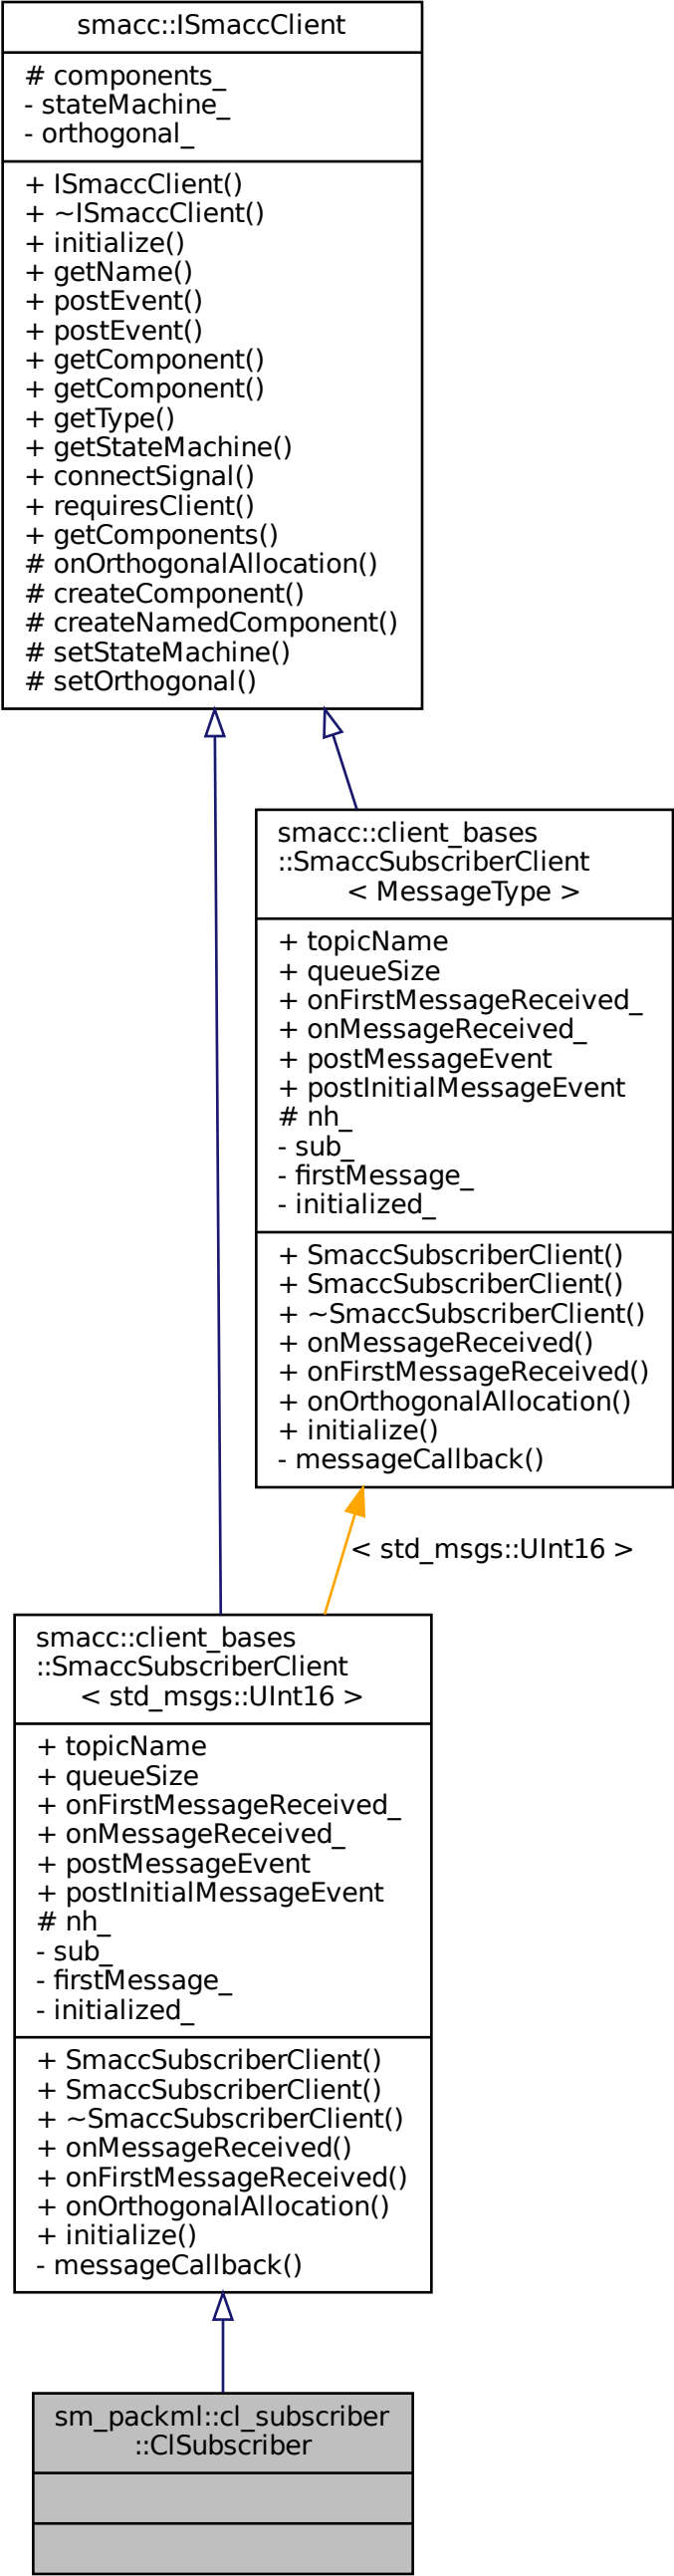 smacc::ISmaccClient
# components_
- stateMachine_
- orthogonal_
+ ISmaccClient()
+ ~ISmaccClient()
+ initialize()
+ getName()
+ postEvent()
+ postEvent()
+ getComponent()
+ getComponent()
+ getType()
+ getStateMachine()
+ connectSignal()
+ requiresClient()
+ getComponents()
# onOrthogonalAllocation()
# createComponent()
# createNamedComponent()
# setStateMachine()
# setOrthogonal()
smacc::client_bases
::SmaccSubscriberClient
< MessageType >
+ topicName
+ queueSize
+ onFirstMessageReceived_
+ onMessageReceived_
+ postMessageEvent
+ postInitialMessageEvent
# nh_
- sub_
- firstMessage_
- initialized_
+ SmaccSubscriberClient()
+ SmaccSubscriberClient()
+ ~SmaccSubscriberClient()
+ onMessageReceived()
+ onFirstMessageReceived()
+ onOrthogonalAllocation()
+ initialize()
- messageCallback()
< std_msgs::UInt16 >
smacc::client_bases
::SmaccSubscriberClient
< std_msgs::UInt16 >
+ topicName
+ queueSize
+ onFirstMessageReceived_
+ onMessageReceived_
+ postMessageEvent
+ postInitialMessageEvent
# nh_
- sub_
- firstMessage_
- initialized_
+ SmaccSubscriberClient()
+ SmaccSubscriberClient()
+ ~SmaccSubscriberClient()
+ onMessageReceived()
+ onFirstMessageReceived()
+ onOrthogonalAllocation()
+ initialize()
- messageCallback()
sm_packml::cl_subscriber
::ClSubscriber